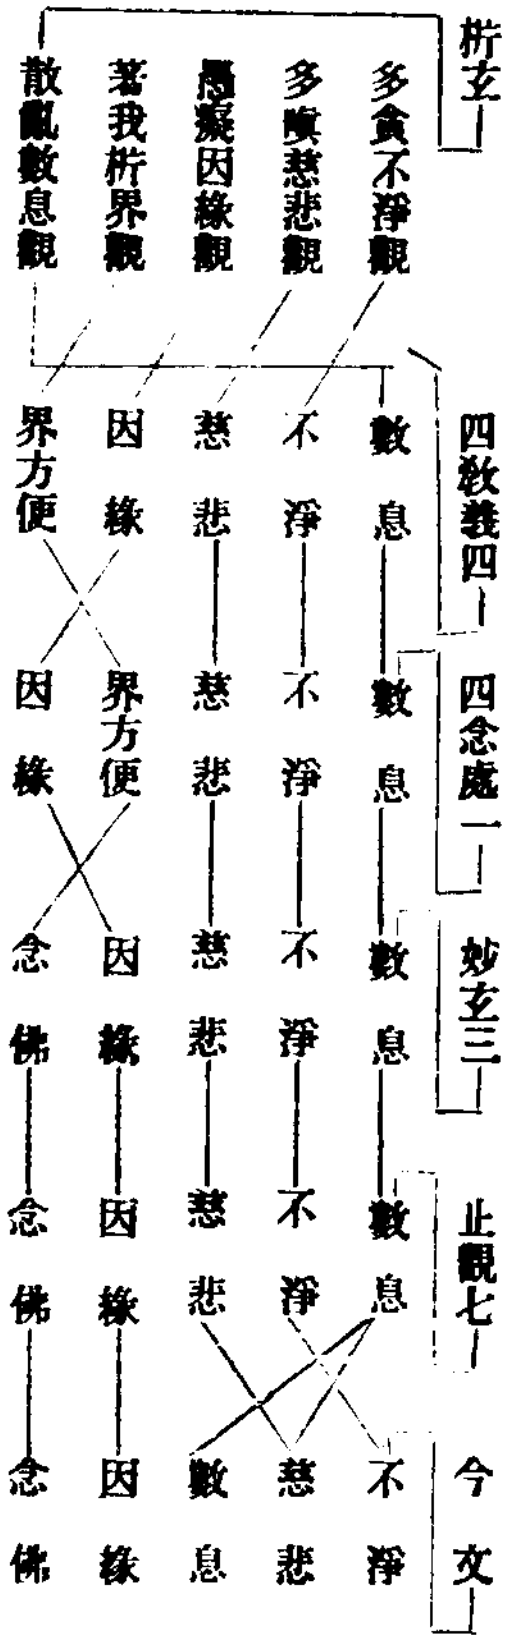 析玄
多貪不淨觀
多嗔慈悲觀
愚癡因緣觀
著我析界觀
散亂數息觀
四教義四
數息
不淨
慈悲
因緣
界方便
四念處一
數息
不淨
慈悲
界方便
因緣
妙玄三
數息
不淨
慈悲
因緣
念佛
止觀七
數息
不淨
慈悲
因緣
念佛
今文
不淨
慈悲
數息
因緣
念佛